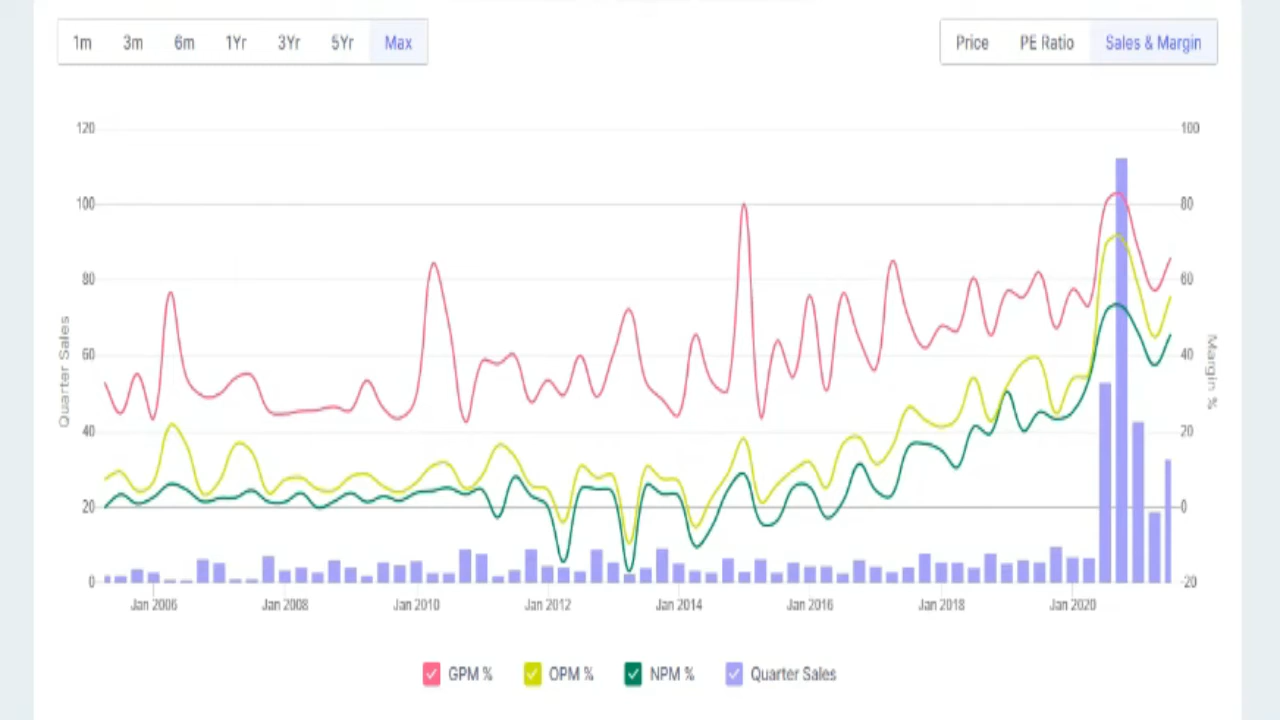 1m 3m 6m 1Yr 3Yr 5Yr Max Price PE Ratio Sales & Margin
120 100
100 80
80 60
60 40
40 20
20 0
0 -20
Quarter Sales
Margin %
Jan 2006 Jan 2008 Jan 2010 Jan 2012 Jan 2014 Jan 2016 Jan 2018 Jan 2020
GPM % OPM % NPM % Quarter Sales